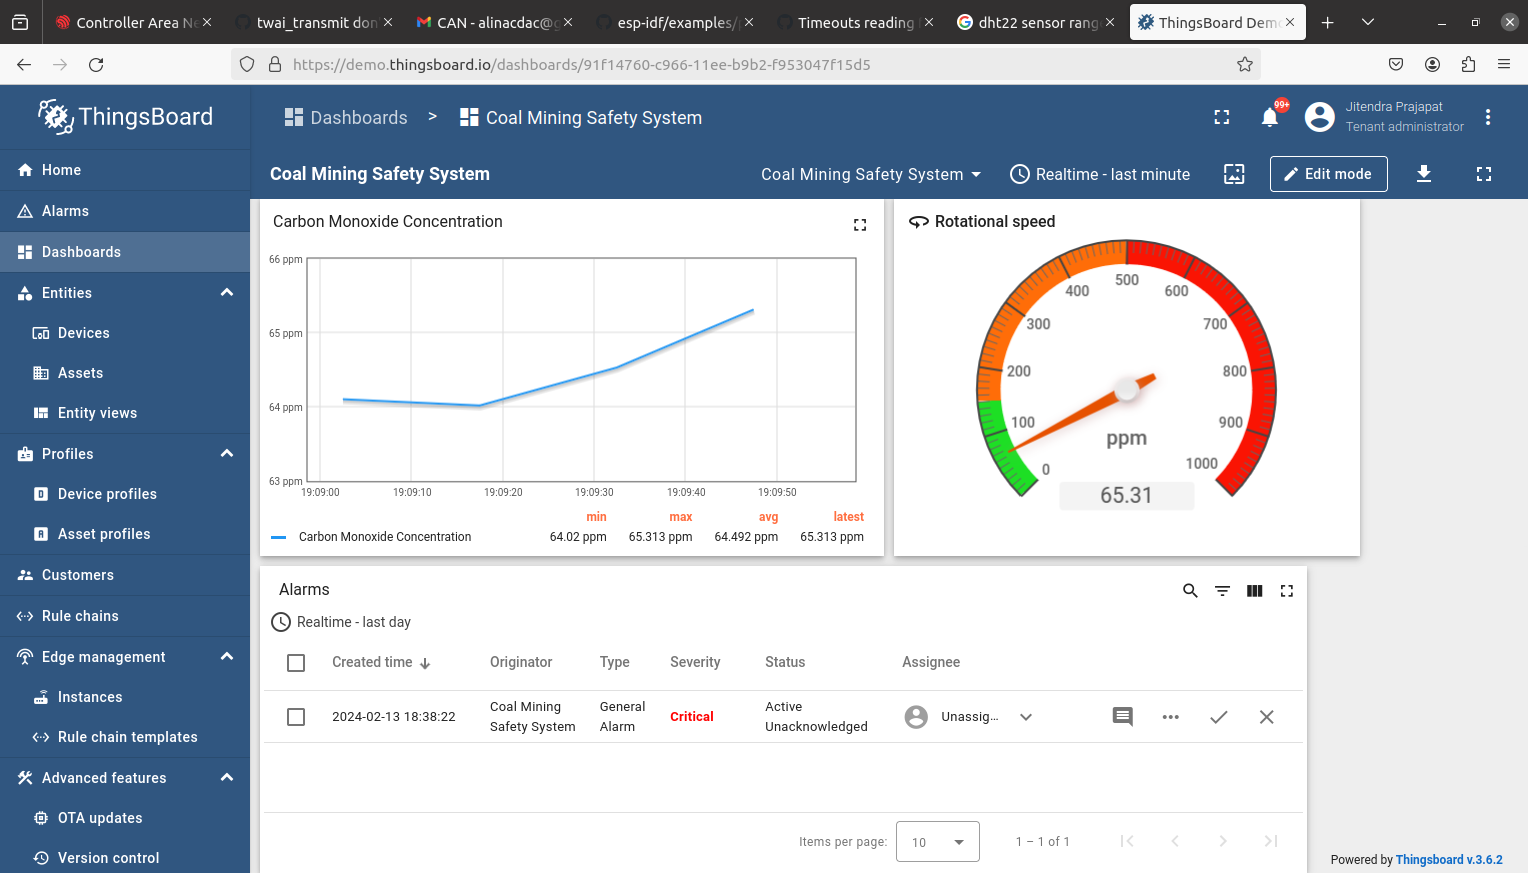 Controller Area Ne
twai_transmit don'
CAN - alinacdac@g
esp-idf/examples/p
Timeouts reading
dht22 sensor range
ThingsBoard Demo
https://demo.thingsboard.io/dashboards/91f14760-c966-11ee-b9b2-f953047f15d5
ThingsBoard
Dashboards > Coal Mining Safety System
99+
Jitendra Prajapat
Tenant administrator
Coal Mining Safety System
Coal Mining Safety System
Realtime - last minute
Edit mode
Home
Alarms
Dashboards
Entities
Devices
Assets
Entity views
Profiles
Device profiles
Asset profiles
Customers
Rule chains
Edge management
Instances
Rule chain templates
Advanced features
OTA updates
Version control
Carbon Monoxide Concentration
66 ppm
65 ppm
64 ppm
63 ppm
19:09:00 19:09:10 19:09:20 19:09:30 19:09:40 19:09:50
min max avg latest
Carbon Monoxide Concentration 64.02 ppm 65.313 ppm 64.492 ppm 65.313 ppm
Rotational speed
0
100
200
300
400
500
600
700
800
900
1000
ppm
65.31
Alarms
Realtime - last day
Created time Originator Type Severity Status Assignee
2024-02-13 18:38:22
Coal Mining
Safety System
General
Alarm
Critical
Active
Unacknowledged
Unassig...
Items per page: 10 1 – 1 of 1
Powered by Thingsboard v.3.6.2